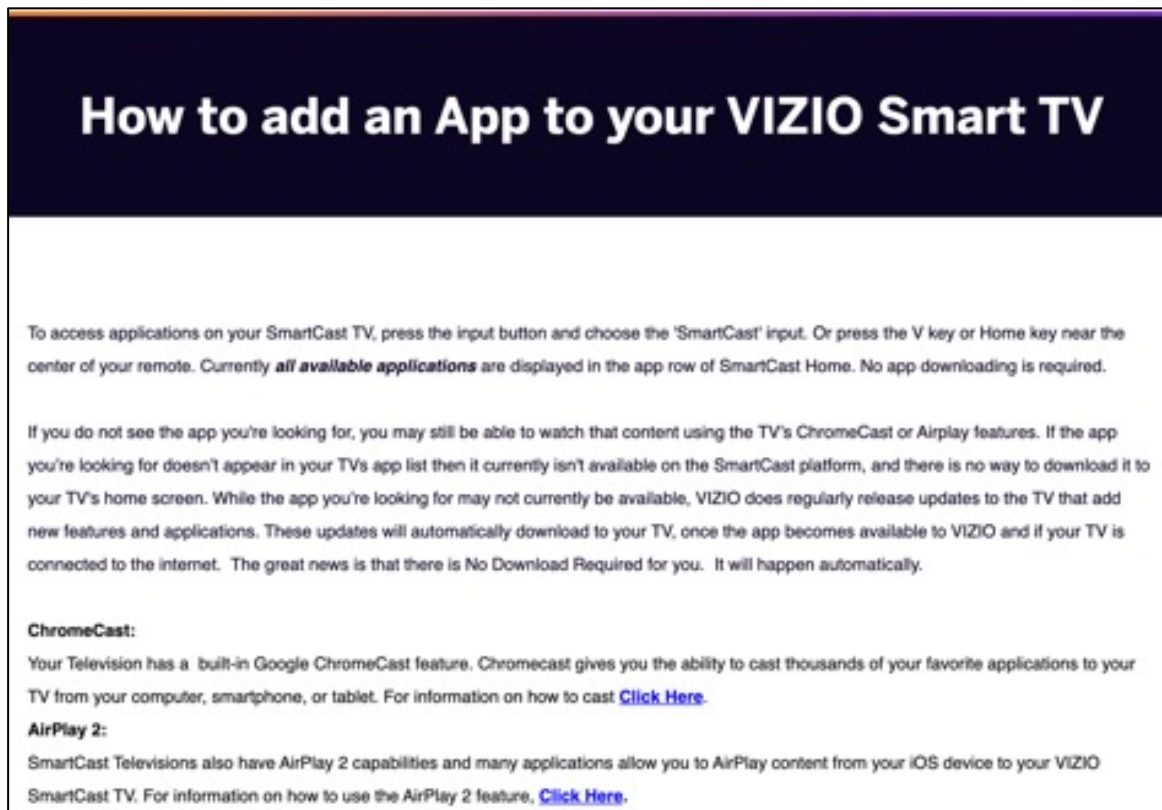 How to add an App to your VIZIO Smart TV
To access applications on your SmartCast TV, press the input button and choose the 'SmartCast' input. Or press the V key or Home key near the
center of your remote. Currently all available applications are displayed in the app row of SmartCast Home. No app downloading is required.
If you do not see the app you're looking for, you may still be able to watch that content using the TV's ChromeCast or Airplay features. If the app
you're looking for doesn't appear in your TVs app list then it currently isn't available on the SmartCast platform, and there is no way to download it to
your TV's home screen. While the app you're looking for may not currently be available, VIZIO does regularly release updates to the TV that add
new features and applications. These updates will automatically download to your TV, once the app becomes available to VIZIO and if your TV is
connected to the internet.  The great news is that there is No Download Required for you.  It will happen automatically.
ChromeCast:
Your Television has a  built-in Google ChromeCast feature. Chromecast gives you the ability to cast thousands of your favorite applications to your
TV from your computer, smartphone, or tablet. For information on how to cast Click Here.
AirPlay 2:
SmartCast Televisions also have AirPlay 2 capabilities and many applications allow you to AirPlay content from your iOS device to your VIZIO
SmartCast TV. For information on how to use the AirPlay 2 feature, Click Here.